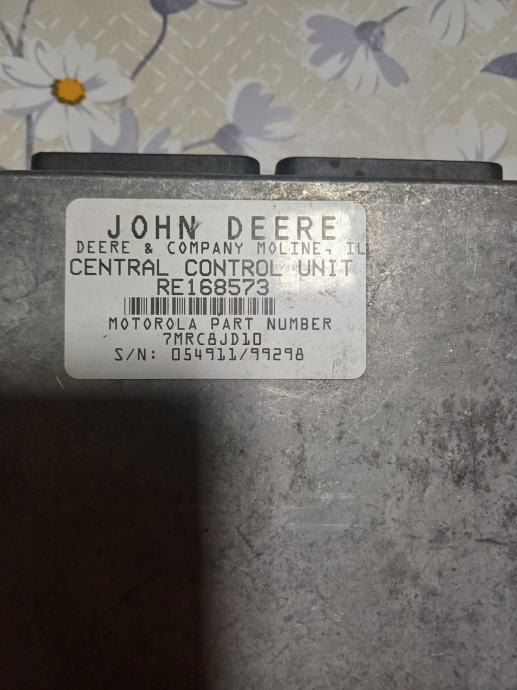 JOHN DEERE
DEERE & COMPANY MOLINE, IL
CENTRAL CONTROL UNIT
RE168573
MOTOROLA PART NUMBER
7MRC8JD10
S/N: 054911/99298